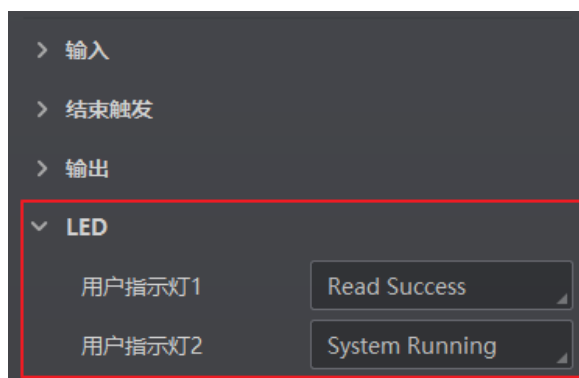 输入
结束触发
输出
LED
用户指示灯1 Read Success
用户指示灯2 System Running